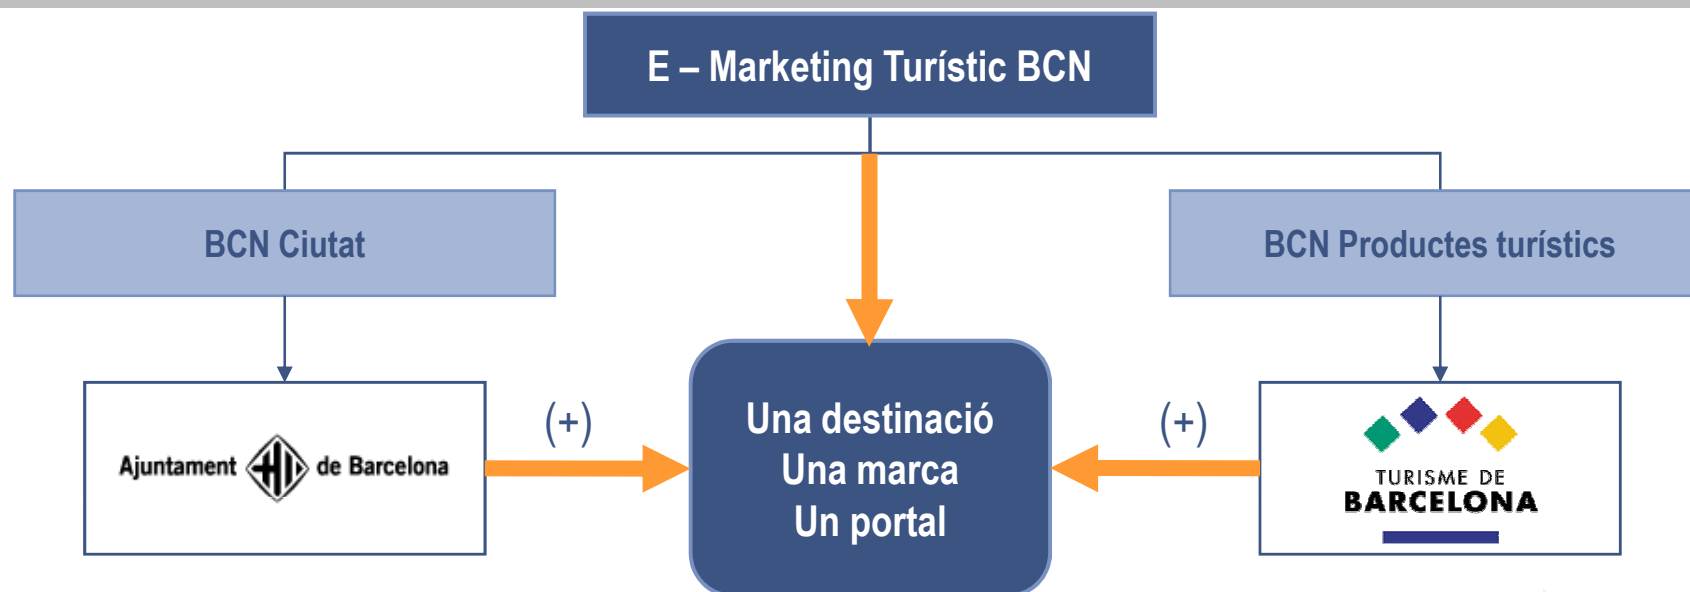 E – Marketing Turístic BCN
BCN Ciutat
BCN Productes turístics
Ajuntament de Barcelona
(+)
Una destinació
Una marca
Un portal
(+)
TURISME DE
BARCELONA